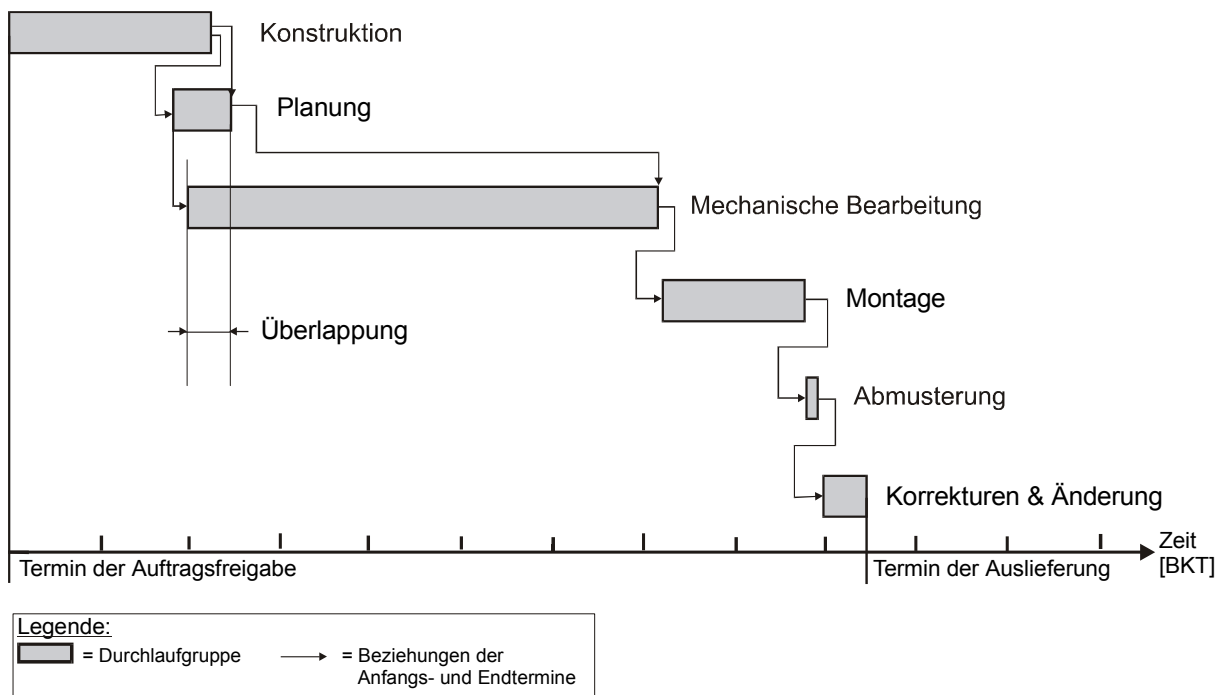 Konstruktion
Planung
Mechanische Bearbeitung
Montage
Überlappung
Abmusterung
Korrekturen & Änderung
Zeit
[BKT]
Termin der Auftragsfreigabe
Termin der Auslieferung
Legende:
= Durchlaufgruppe
= Beziehungen der
Anfangs- und Endtermine